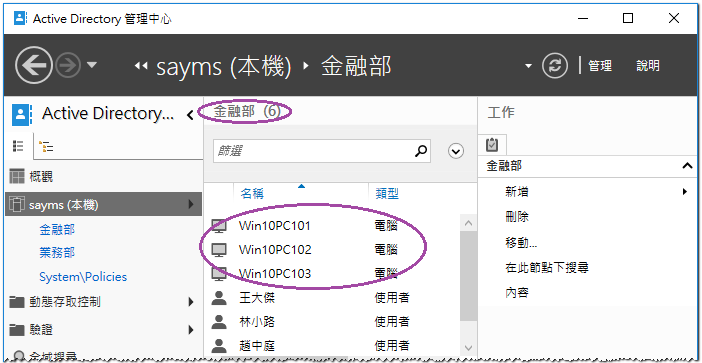 Active Directory 管理中心
sayms (本機) 金融部 管理 說明
Active Directory...
概觀
sayms (本機)
金融部
業務部
System\Policies
動態存取控制
驗證
全域搜尋
金融部 (6)
篩選
名稱 類型
Win10PC101 電腦
Win10PC102 電腦
Win10PC103 電腦
王大傑 使用者
林小路 使用者
趙中庭 使用者
工作
金融部
新增
刪除
移動...
在此節點下搜尋
內容